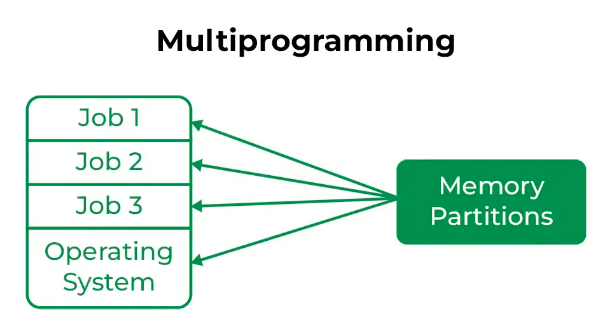 Multiprogramming
Job 1
Job 2
Job 3
Operating
System
Memory
Partitions